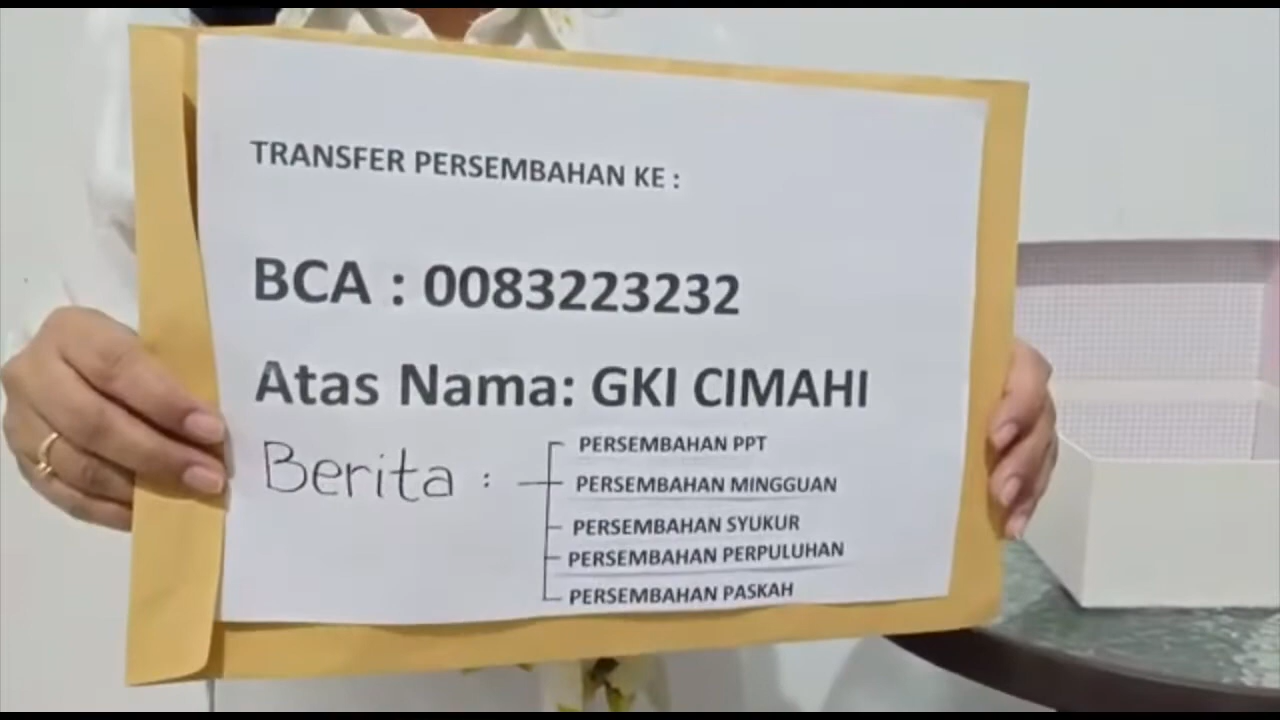 TRANSFER PERSEMBAHAN KE :
BCA : 0083223232
Atas Nama: GKI CIMAHI
Berita :
PERSEMBAHAN PPT
PERSEMBAHAN MINGGUAN
PERSEMBAHAN SYUKUR
PERSEMBAHAN PERPULUHAN
PERSEMBAHAN PASKAH